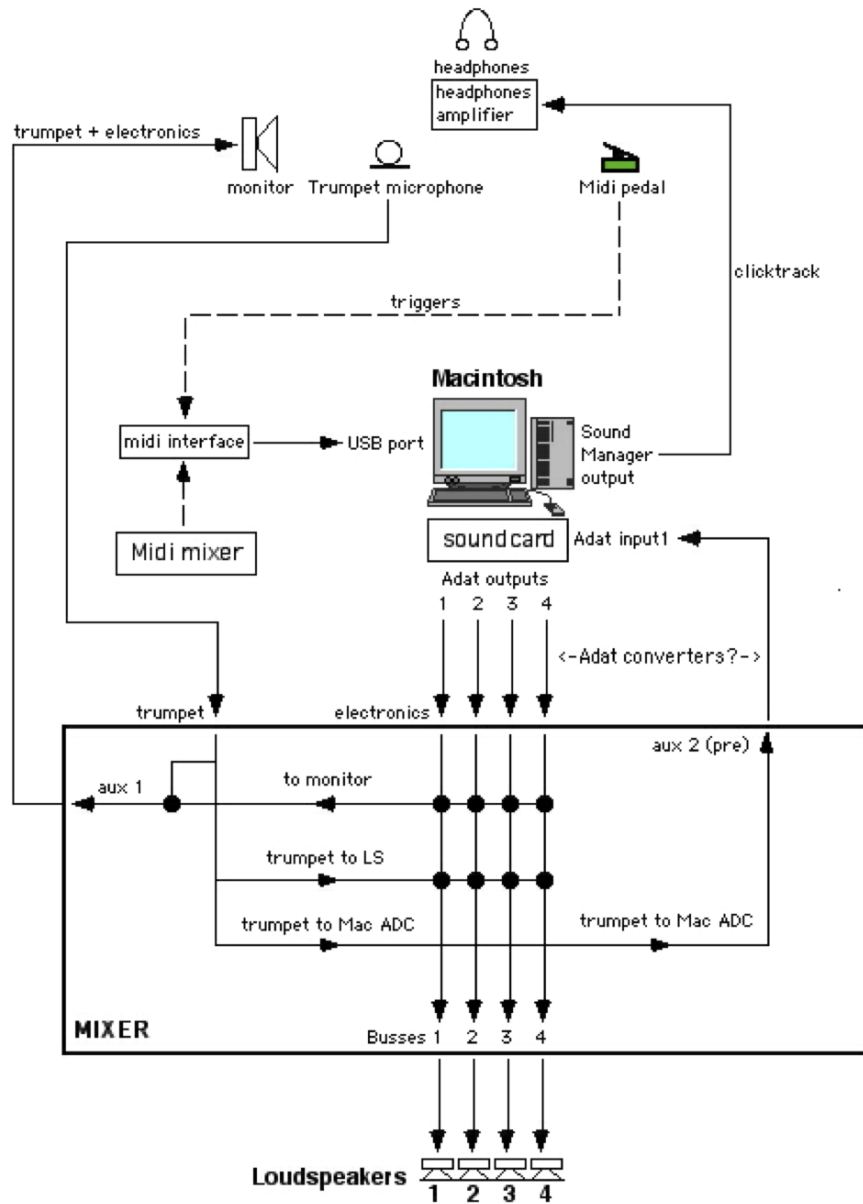 headphones
headphones
amplifier
trumpet + electronics
monitor
Trumpet microphone
Midi pedal
clicktrack
triggers
Macintosh
midi interface
USB port
Sound
Manager
output
Midi mixer
soundcard
Adat input1
Adat outputs
1 2 3 4
<-Adat converters?->
trumpet
electronics
aux 2 (pre)
aux 1
to monitor
trumpet to LS
trumpet to Mac ADC
trumpet to Mac ADC
MIXER
Busses 1 2 3 4
Loudspeakers
1 2 3 4